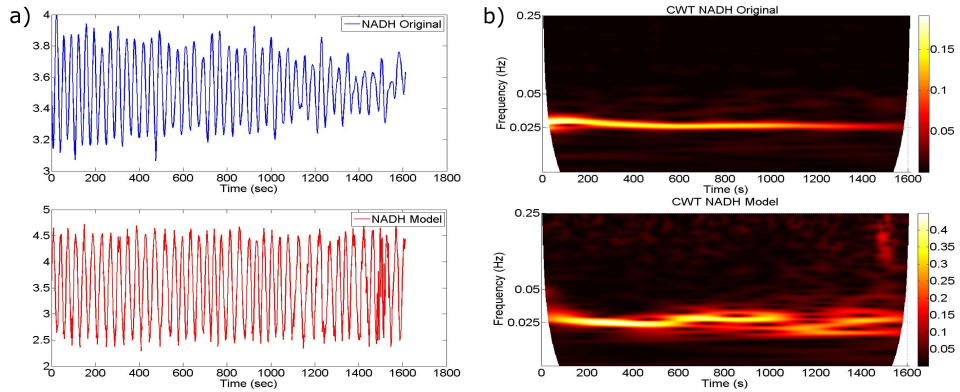 a)
NADH Original
4
3.8
3.6
3.4
3.2
3
0 200 400 600 800 1000 1200 1400 1600 1800
Time (sec)
NADH Model
5
4.5
4
3.5
3
2.5
2
0 200 400 600 800 1000 1200 1400 1600 1800
Time (sec)
b)
CWT NADH Original
Frequency (Hz)
0.25
0.05
0.025
0 200 400 600 800 1000 1200 1400 1600
Time (s)
0.15
0.1
0.05
CWT NADH Model
Frequency (Hz)
0.25
0.05
0.025
0 200 400 600 800 1000 1200 1400 1600
Time (s)
0.4
0.35
0.3
0.25
0.2
0.15
0.1
0.05